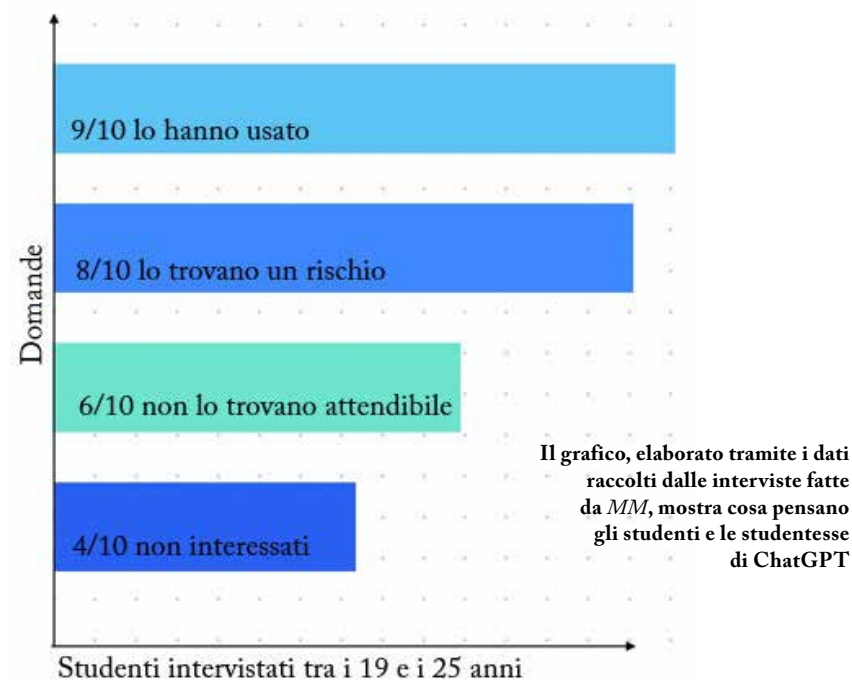 9/10 lo hanno usato
8/10 lo trovano un rischio
6/10 non lo trovano attendibile
4/10 non interessati
Domande
Studenti intervistati tra i 19 e i 25 anni
Il grafico, elaborato tramite i dati
raccolti dalle interviste fatte
da MM, mostra cosa pensano
gli studenti e le studentesse
di ChatGPT